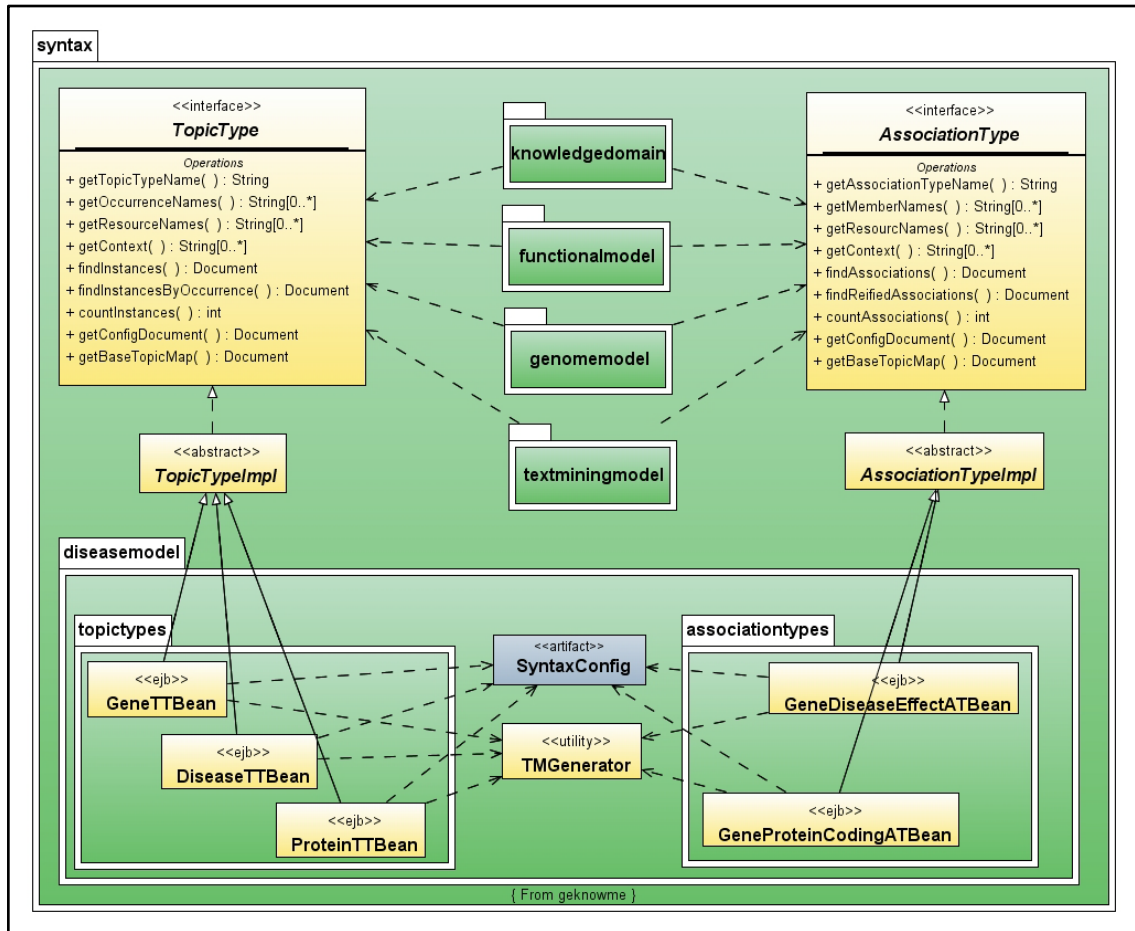 syntax
<<interface>>
TopicType
Operations
+ getTopicTypeName( ) : String
+ getOccurrenceNames( ) : String[0..*]
+ getResourceNames( ) : String[0..*]
+ getContext( ) : String[0..*]
+ findInstances( ) : Document
+ findInstancesByOccurrence( ) : Document
+ countInstances( ) : int
+ getConfigDocument( ) : Document
+ getBaseTopicMap( ) : Document
knowledgedomain
functionalmodel
genomemodel
textminingmodel
<<interface>>
AssociationType
Operations
+ getAssociationTypeName( ) : String
+ getMemberNames( ) : String[0..*]
+ getResourcNames( ) : String[0..*]
+ getContext( ) : String[0..*]
+ findAssociations( ) : Document
+ findReifiedAssociations( ) : Document
+ countAssociations( ) : int
+ getConfigDocument( ) : Document
+ getBaseTopicMap( ) : Document
<<abstract>>
TopicTypeImpl
<<abstract>>
AssociationTypeImpl
diseasemodel
topictypes
<<ejb>>
GeneTTBean
<<ejb>>
DiseaseTTBean
<<ejb>>
ProteinTTBean
<<artifact>>
SyntaxConfig
<<utility>>
TMGenerator
associationtypes
<<ejb>>
GeneDiseaseEffectATBean
<<ejb>>
GeneProteinCodingATBean
{ From geknowme }